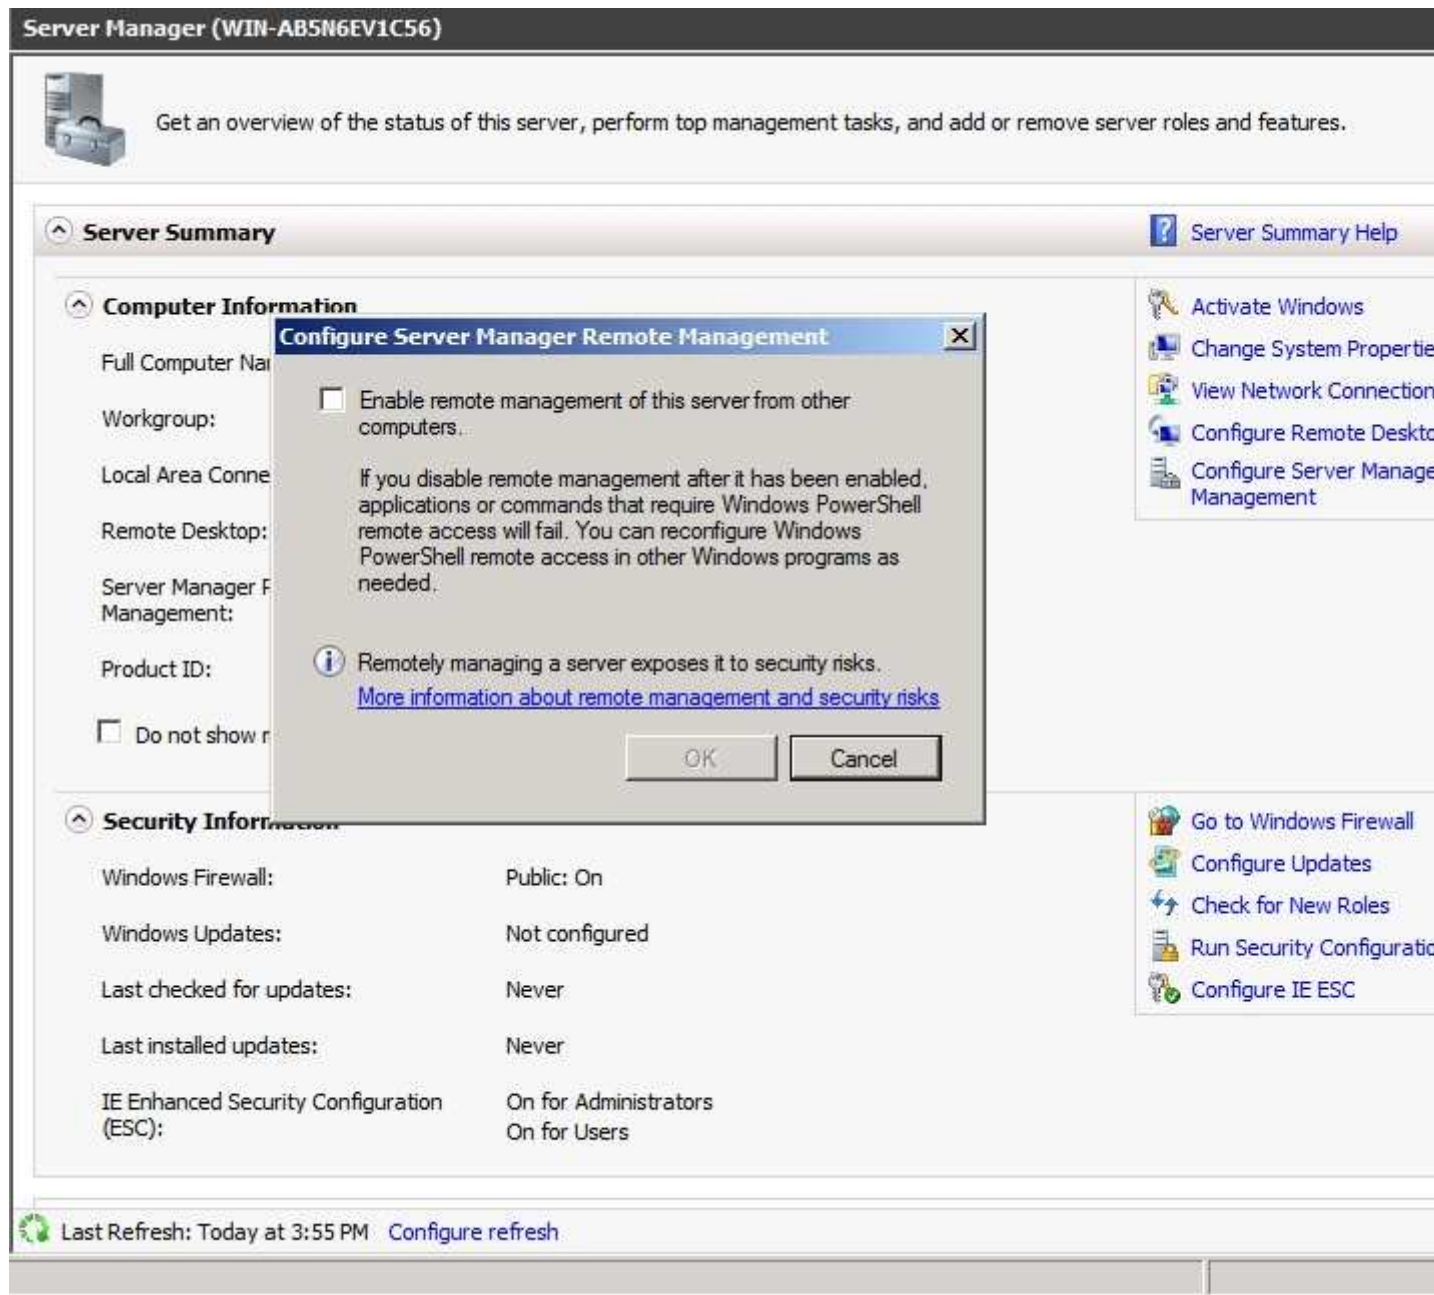 Server Manager (WIN-AB5N6EV1C56)
Get an overview of the status of this server, perform top management tasks, and add or remove server roles and features.
Server Summary
Server Summary Help
Computer Information
Full Computer Na
Workgroup:
Local Area Conne
Remote Desktop:
Server Manager R
Management:
Product ID:
Do not show
Activate Windows
Change System Propertie
View Network Connection
Configure Remote Deskto
Configure Server Manage
Management
Configure Server Manager Remote Management
Enable remote management of this server from other
computers.
If you disable remote management after it has been enabled,
applications or commands that require Windows PowerShell
remote access will fail. You can reconfigure Windows
PowerShell remote access in other Windows programs as
needed.
Remotely managing a server exposes it to security risks.
More information about remote management and security risks
OK
Cancel
Security Information
Windows Firewall:
Public: On
Windows Updates:
Not configured
Last checked for updates:
Never
Last installed updates:
Never
IE Enhanced Security Configuration
(ESC):
On for Administrators
On for Users
Go to Windows Firewall
Configure Updates
Check for New Roles
Run Security Configuratio
Configure IE ESC
Last Refresh: Today at 3:55 PM
Configure refresh